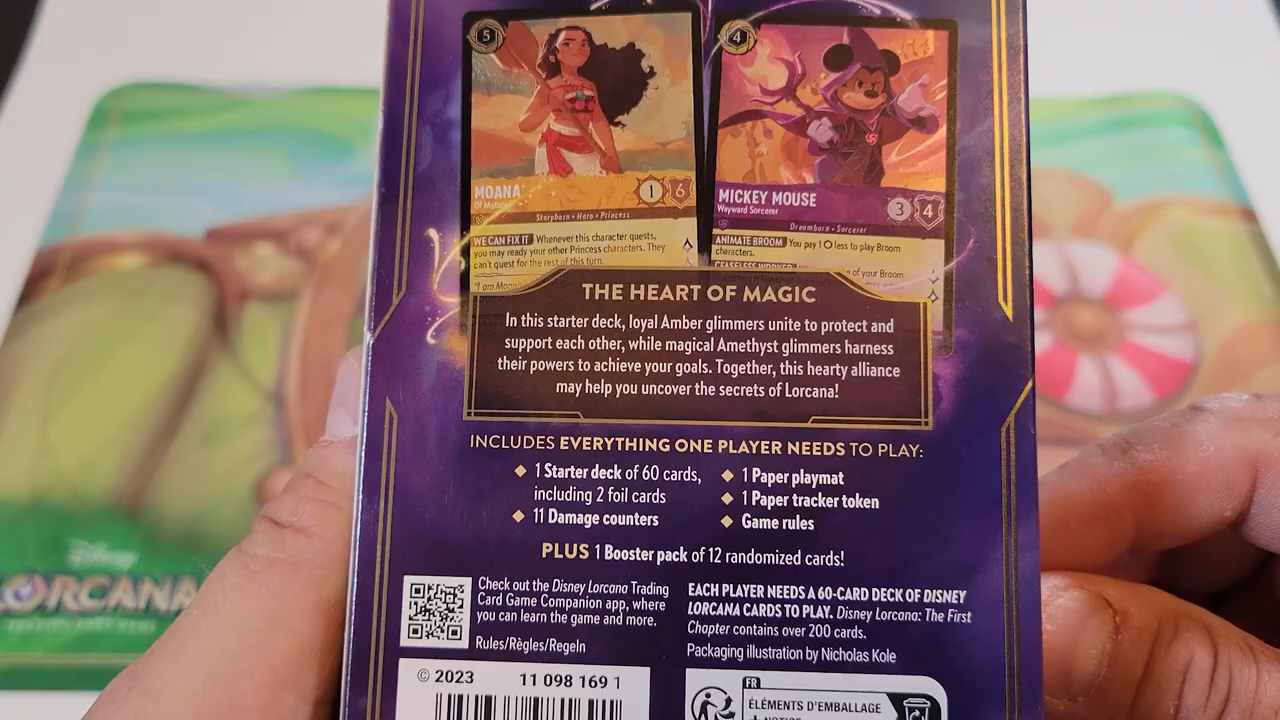 5
4
MOANA
Of Motunui
1
6
Storyborn • Hero • Princess
WE CAN FIX IT Whenever this character quests,
you may ready your other Princess characters. They
can't quest for the rest of this turn.
"I am Moana
MICKEY MOUSE
Wayward Sorcerer
3
4
Dreamborn • Sorcerer
ANIMATE BROOM You pay 1 less to play Broom
characters.
CEASELESS WORKER
of your Broom
THE HEART OF MAGIC
In this starter deck, loyal Amber glimmers unite to protect and
support each other, while magical Amethyst glimmers harness
their powers to achieve your goals. Together, this hearty alliance
may help you uncover the secrets of Lorcana!
INCLUDES EVERYTHING ONE PLAYER NEEDS TO PLAY:
◆ 1 Starter deck of 60 cards,
including 2 foil cards
◆ 11 Damage counters
◆ 1 Paper playmat
◆ 1 Paper tracker token
◆ Game rules
PLUS 1 Booster pack of 12 randomized cards!
Check out the Disney Lorcana Trading
Card Game Companion app, where
you can learn the game and more.
Rules/Règles/Regeln
EACH PLAYER NEEDS A 60-CARD DECK OF DISNEY
LORCANA CARDS TO PLAY. Disney Lorcana: The First
Chapter contains over 200 cards.
Packaging illustration by Nicholas Kole
© 2023 11 098 169 1
FR
ÉLÉMENTS D'EMBALLAGE
+ NOTICE
Disney
LORCANA